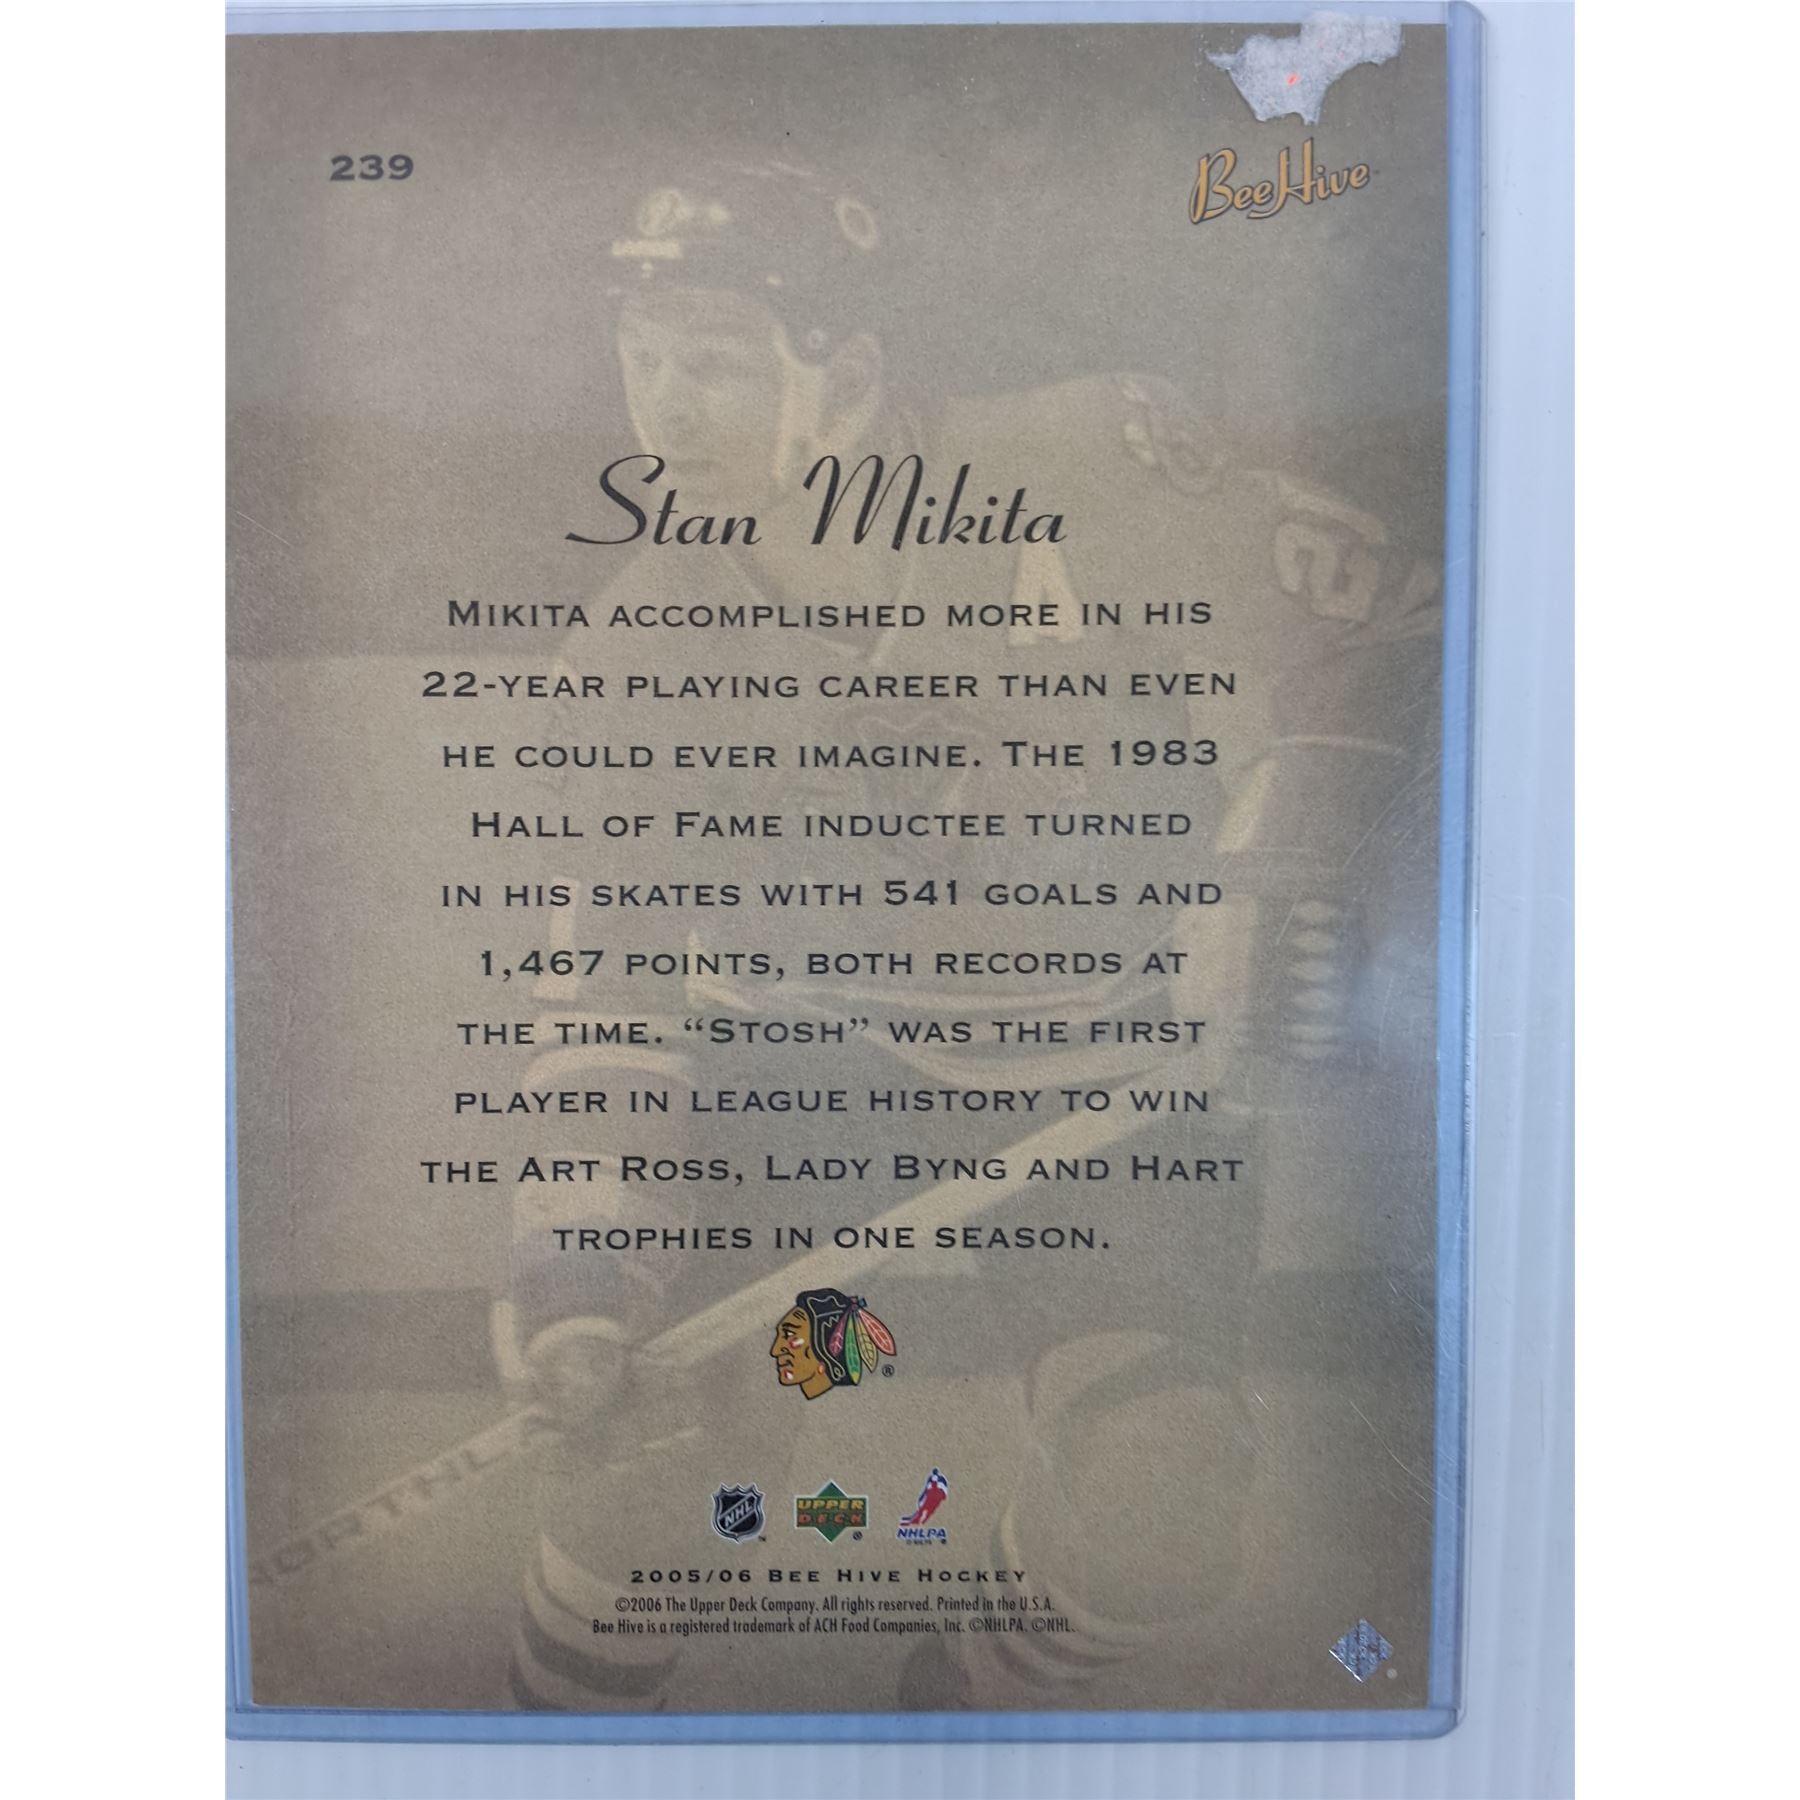 239
BeeHive
Stan Mikita
MIKITA ACCOMPLISHED MORE IN HIS
22-YEAR PLAYING CAREER THAN EVEN
HE COULD EVER IMAGINE. THE 1983
HALL OF FAME INDUCTEE TURNED
IN HIS SKATES WITH 541 GOALS AND
1,467 POINTS, BOTH RECORDS AT
THE TIME. “STOSH” WAS THE FIRST
PLAYER IN LEAGUE HISTORY TO WIN
THE ART ROSS, LADY BYNG AND HART
TROPHIES IN ONE SEASON.
®
NHL UPPER DECK NHLPA
2005/06 BEE HIVE HOCKEY
©2006 The Upper Deck Company. All rights reserved. Printed in the U.S.A.
Bee Hive is a registered trademark of ACH Food Companies, Inc. ©NHLPA. ©NHL.